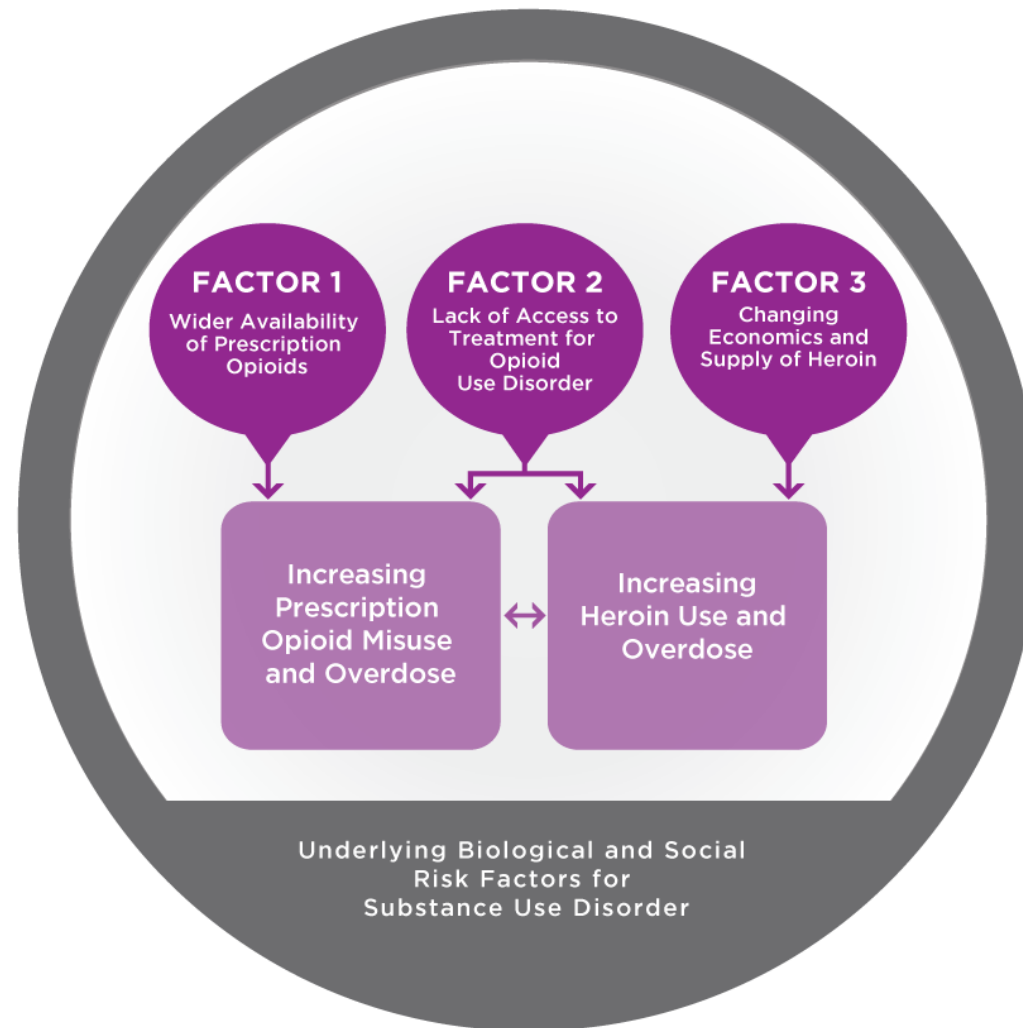 FACTOR 1
Wider Availability
of Prescription
Opioids
FACTOR 2
Lack of Access to
Treatment for
Opioid
Use Disorder
FACTOR 3
Changing
Economics and
Supply of Heroin
Increasing
Prescription
Opioid Misuse
and Overdose
Increasing
Heroin Use and
Overdose
Underlying Biological and Social
Risk Factors for
Substance Use Disorder